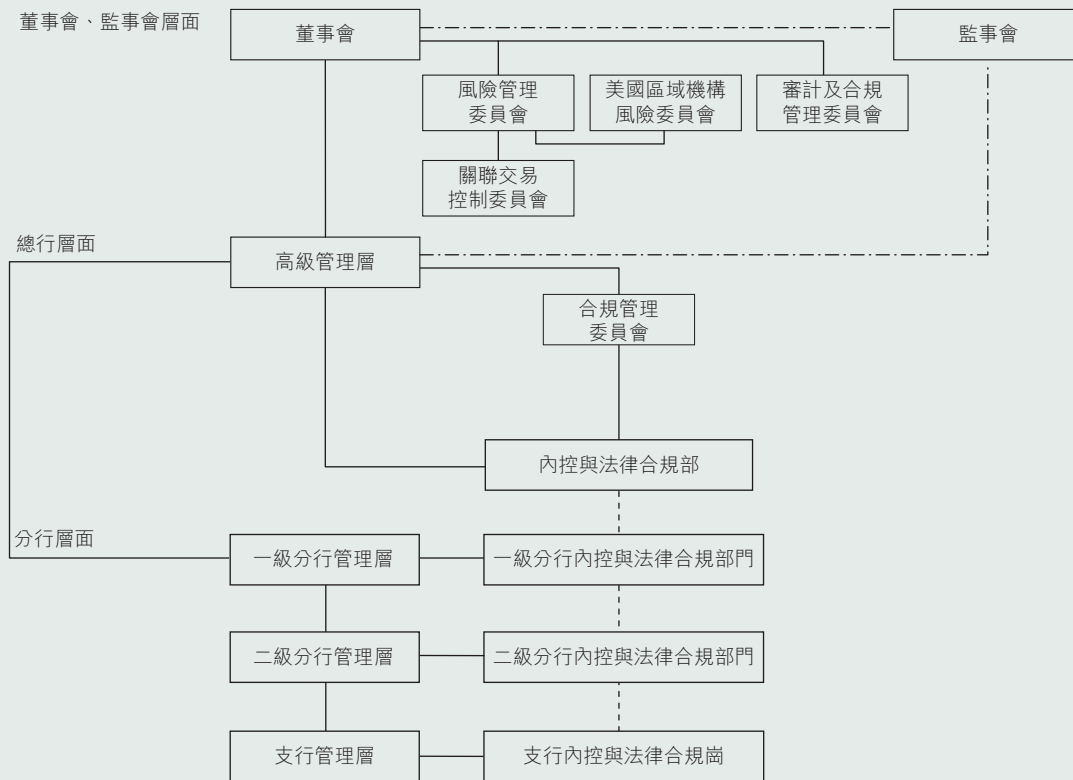 董事會、監事會層面
董事會
監事會
風險管理
委員會
美國區域機構
風險委員會
審計及合規
管理委員會
關聯交易
控制委員會
總行層面
高級管理層
合規管理
委員會
內控與法律合規部
分行層面
一級分行管理層
一級分行內控與法律合規部門
二級分行管理層
二級分行內控與法律合規部門
支行管理層
支行內控與法律合規崗